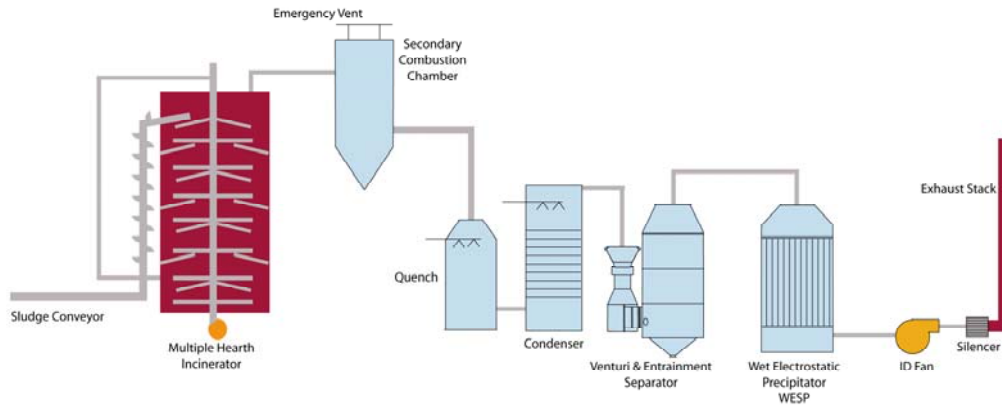 Emergency Vent
Secondary
Combustion
Chamber
Exhaust Stack
Quench
Sludge Conveyor
Multiple Hearth
Incinerator
Condenser
Venturi & Entrainment
Separator
Wet Electrostatic
Precipitator
WESP
ID Fan
Silencer